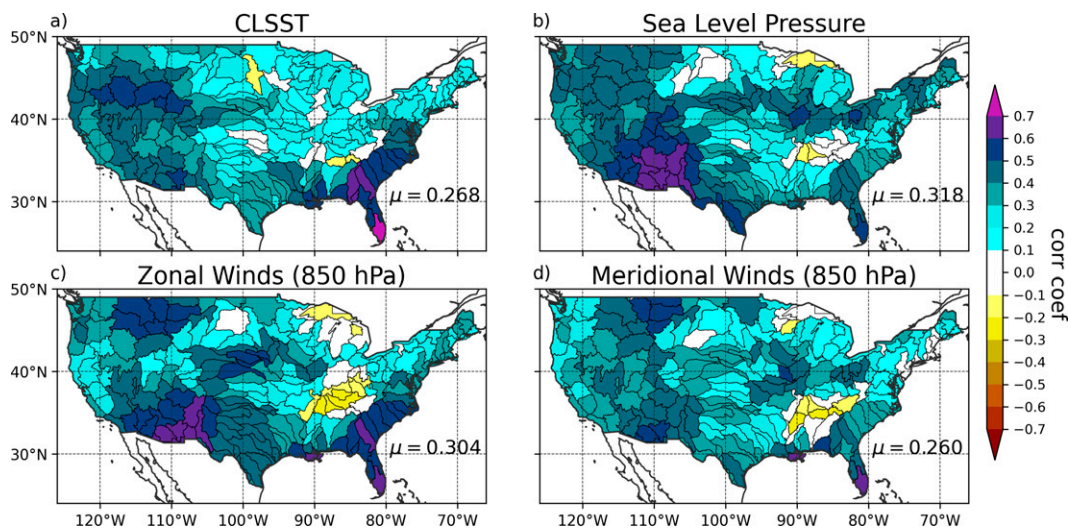 a) CLSST
b) Sea Level Pressure
50°N
40°N
30°N
μ = 0.268
μ = 0.318
c) Zonal Winds (850 hPa)
d) Meridional Winds (850 hPa)
50°N
40°N
30°N
μ = 0.304
μ = 0.260
120°W 110°W 100°W 90°W 80°W 70°W
120°W 110°W 100°W 90°W 80°W 70°W
0.7
0.6
0.5
0.4
0.3
0.2
0.1
0.0
−0.1
−0.2
−0.3
−0.4
−0.5
−0.6
−0.7
corr coef